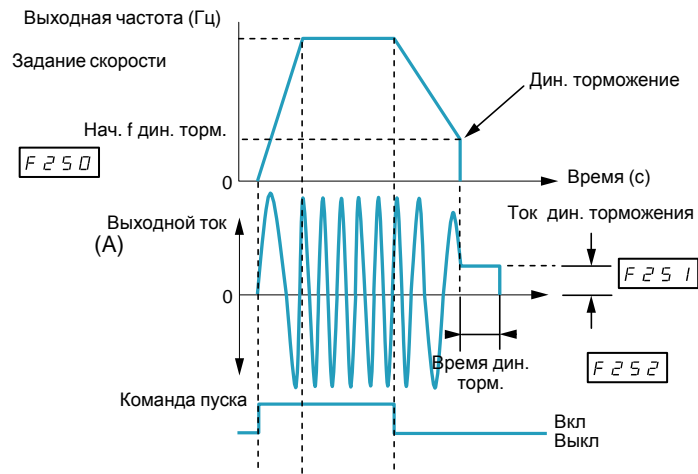 Выходная частота (Гц)
Задание скорости
Дин. торможение
Нач. f дин. торм.
F250
0
Время (с)
Ток дин. торможения
Выходной ток
(A)
F251
0
Время дин.
торм.
F252
Команда пуска
Вкл
Выкл